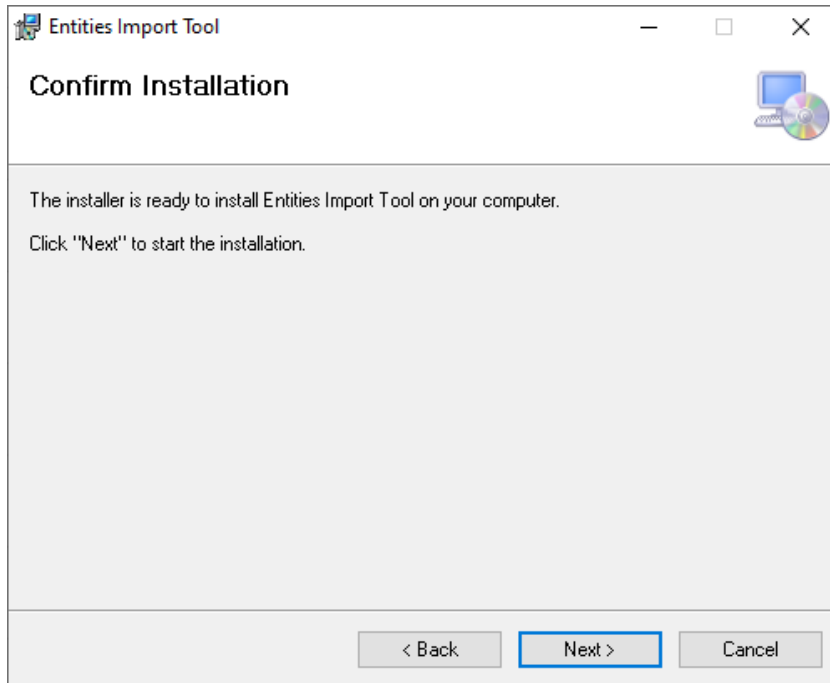 Entities Import Tool
Confirm Installation
The installer is ready to install Entities Import Tool on your computer.
Click "Next" to start the installation.
< Back
Next >
Cancel